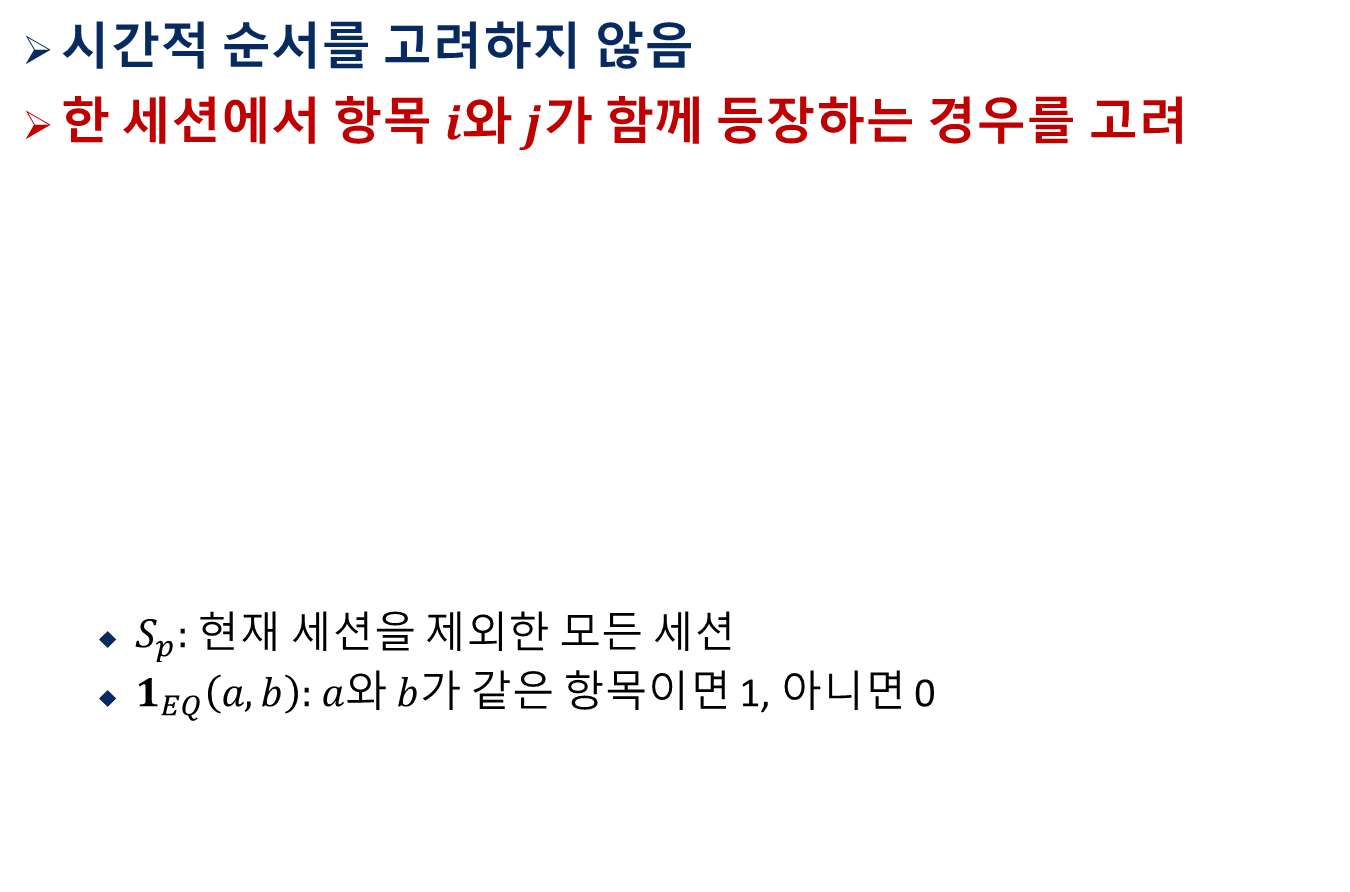 ➢ 시간적 순서를 고려하지 않음
➢ 한 세션에서 항목 i와 j가 함께 등장하는 경우를 고려
◆ S_p: 현재 세션을 제외한 모든 세션
◆ 1_EQ(a, b): a와 b가 같은 항목이면 1, 아니면 0